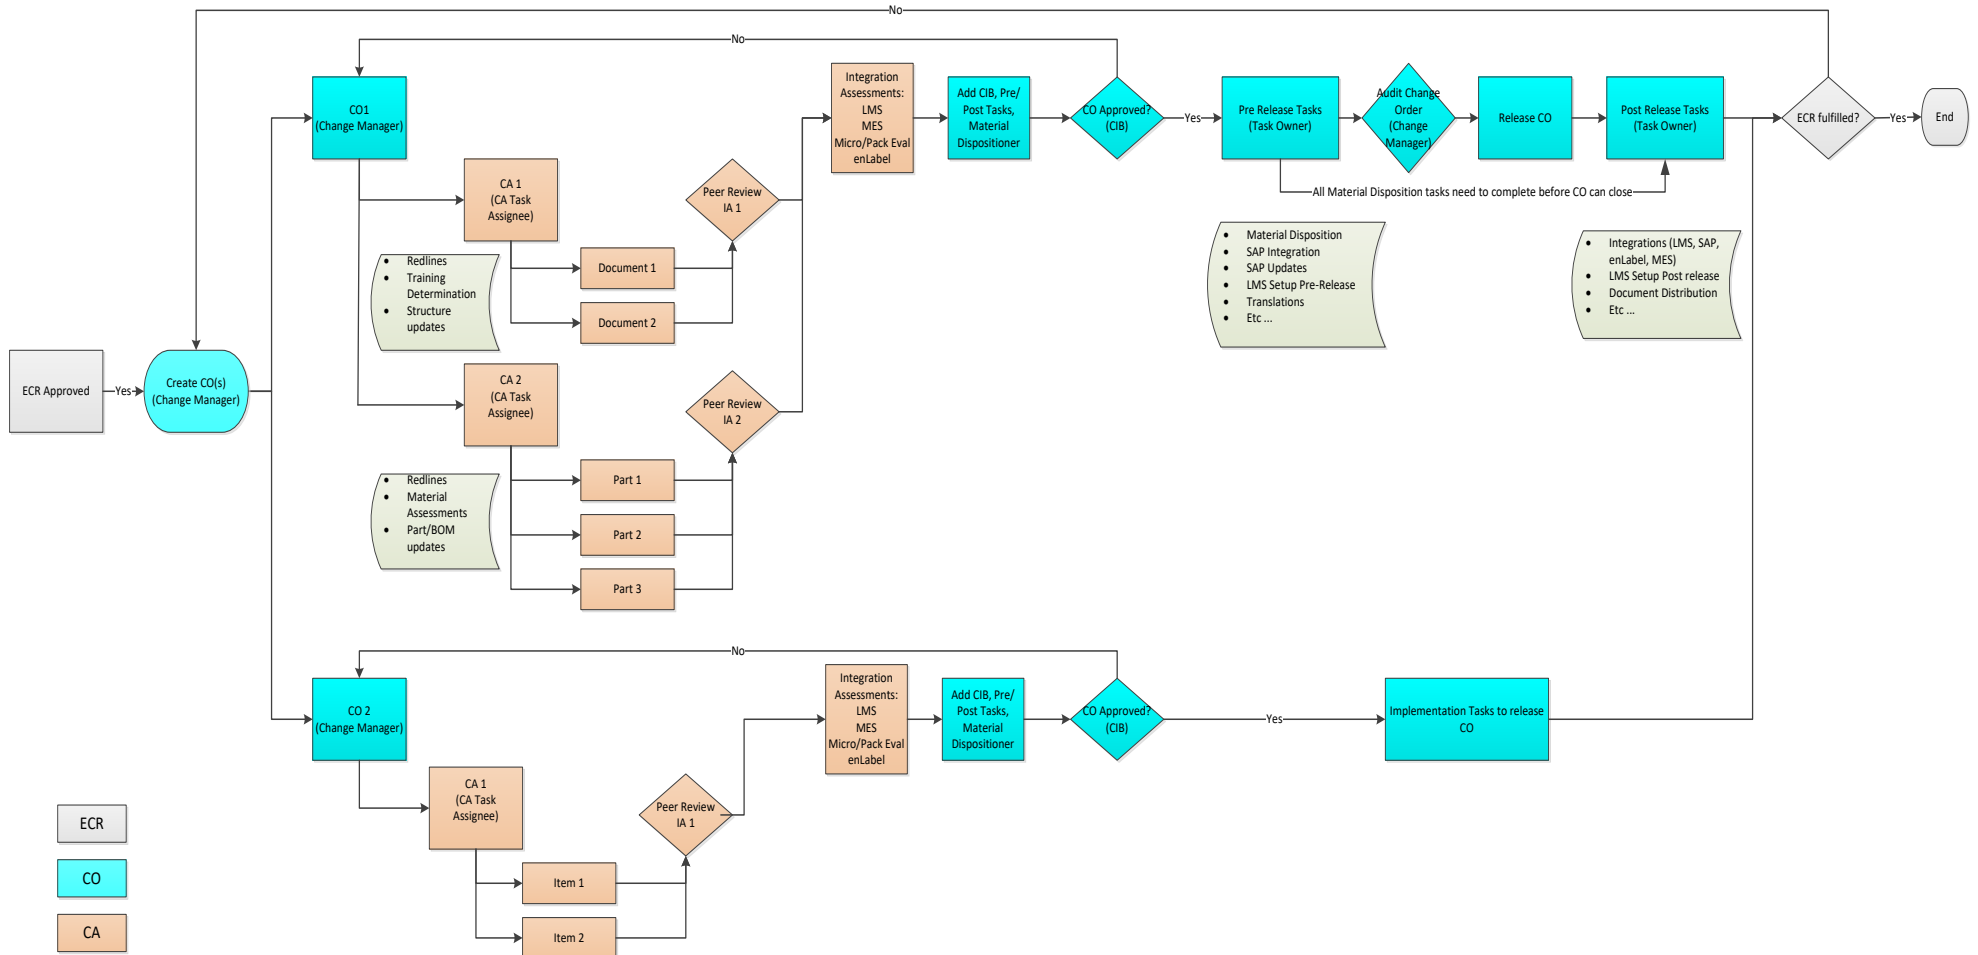 No
No
CO1
(Change Manager)
Integration
Assessments:
LMS
MES
Micro/Pack Eval
enLabel
Add CIB, Pre/
Post Tasks,
Material
Dispositioner
CO Approved?
(CIB)
Yes
Pre Release Tasks
(Task Owner)
Audit Change
Order
(Change
Manager)
Release CO
Post Release Tasks
(Task Owner)
ECR fulfilled?
Yes
End
All Material Disposition tasks need to complete before CO can close
CA 1
(CA Task
Assignee)
Peer Review
IA 1
• Redlines
• Training
Determination
• Structure
updates
Document 1
Document 2
• Material Disposition
• SAP Integration
• SAP Updates
• LMS Setup Pre-Release
• Translations
• Etc ...
• Integrations (LMS, SAP,
enLabel, MES)
• LMS Setup Post release
• Document Distribution
• Etc ...
ECR Approved
Yes
Create CO(s)
(Change Manager)
CA 2
(CA Task
Assignee)
Peer Review
IA 2
• Redlines
• Material
Assessments
• Part/BOM
updates
Part 1
Part 2
Part 3
No
CO 2
(Change Manager)
Integration
Assessments:
LMS
MES
Micro/Pack Eval
enLabel
Add CIB, Pre/
Post Tasks,
Material
Dispositioner
CO Approved?
(CIB)
Yes
Implementation Tasks to release
CO
CA 1
(CA Task
Assignee)
Peer Review
IA 1
Item 1
Item 2
ECR
CO
CA